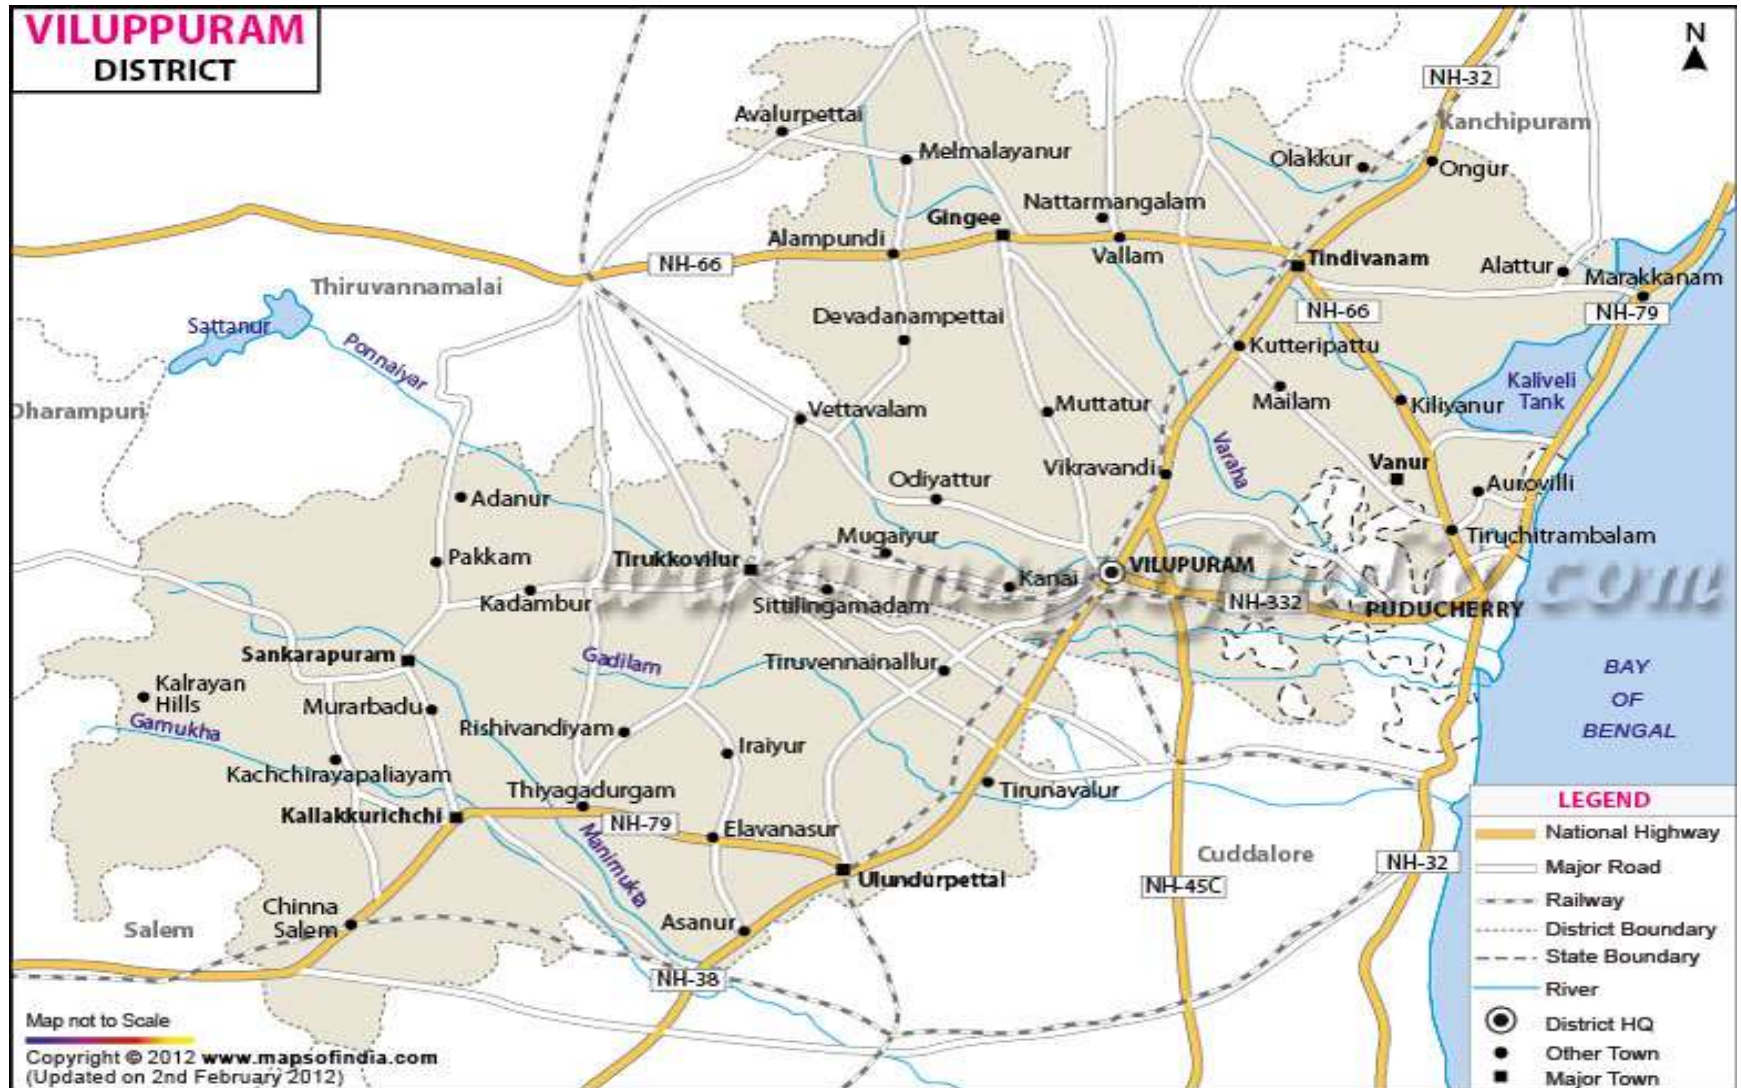 VILUPPURAM
DISTRICT
N
NH-32
Kanchipuram
Avalurpettai
Melmalayanur
Olakkur
Ongur
Nattarmangalam
Gingee
Alampundi
NH-66
Vallam
Tindivanam
Alattur
Marakkanam
Thiruvannamalai
NH-66
NH-79
Sattanur
Ponnaiyar
Devadanampettai
Kutteripattu
Kaliveli
Tank
Dharampuri
Vettavalam
Muttatur
Mailam
Kiliyanur
Varaha
Vanur
Vikravandi
Odiyattur
Aurovilli
Adanur
Mugaiyur
Tiruchitrambalam
Pakkam
Tirukkovilur
Kanai
VILUPURAM
www.mapsofindia.com
Kadambur
Sittilingamadam
NH-332
PUDUCHERRY
Sankarapuram
Gadilam
Tiruvennainallur
BAY
OF
BENGAL
Kalrayan
Hills
Murarbadu
Gamukha
Rishivandiyam
Iraiyur
Kachchirayapaliayam
Thiyagadurgam
Tirunavalur
Kallakkurichchi
NH-79
Elavanasur
Manimukta
Ulundurpettai
Cuddalore
NH-32
NH-45C
Chinna
Salem
Salem
Asanur
NH-38
LEGEND
National Highway
Major Road
Railway
District Boundary
State Boundary
River
District HQ
Other Town
Major Town
Map not to Scale
Copyright © 2012 www.mapsofindia.com
(Updated on 2nd February 2012)